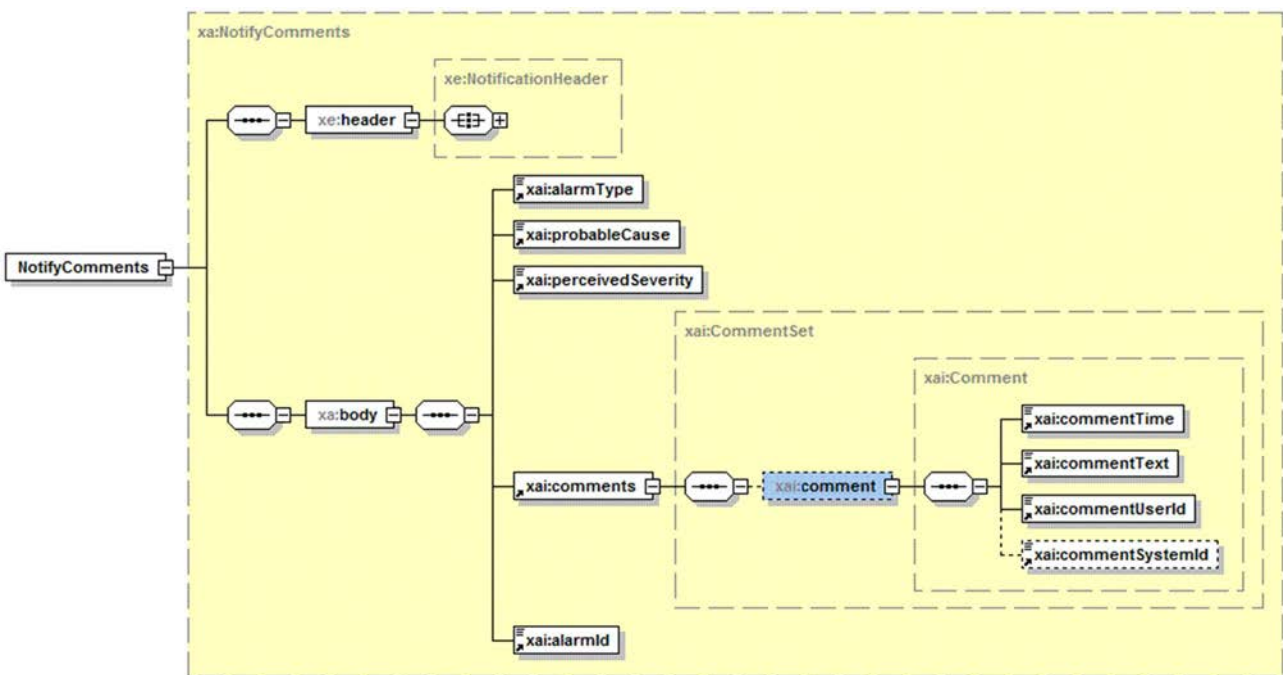 xa:NotifyComments
xe:NotificationHeader
xe:header
xai:alarmType
xai:probableCause
xai:perceivedSeverity
NotifyComments
xai:CommentSet
xai:Comment
xa:body
xai:commentTime
xai:commentText
xai:comments
xai:comment
xai:commentUserId
xai:commentSystemId
xai:alarmId